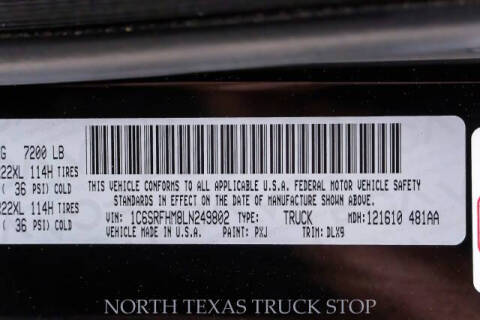 G 7200 LB
22XL 114H TIRES
( 36 PSI) COLD
22XL 114H TIRES
( 36 PSI) COLD
THIS VEHICLE CONFORMS TO ALL APPLICABLE U.S.A. FEDERAL MOTOR VEHICLE SAFETY
STANDARDS IN EFFECT ON THE DATE OF MANUFACTURE SHOWN ABOVE.
VIN: 1C6SRFHM8LN249802 TYPE: TRUCK MDH: 121610 481AA
VEHICLE MADE IN U.S.A. PAINT: PXJ TRIM: DLX9
NORTH TEXAS TRUCK STOP